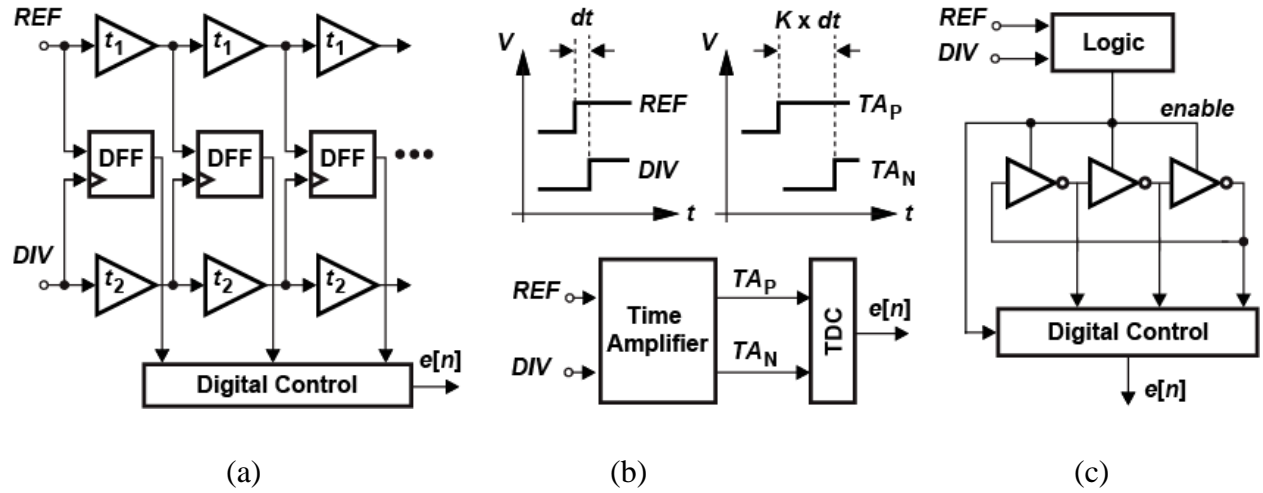 REF
t1 t1 t1
DFF DFF DFF
DIV
t2 t2 t2
Digital Control
e[n]
(a)
dt
V
REF
DIV
t
K x dt
V
TAP
TAN
t
REF
DIV
Time
Amplifier
TAP
TAN
TDC
e[n]
(b)
REF
DIV
Logic
enable
Digital Control
e[n]
(c)